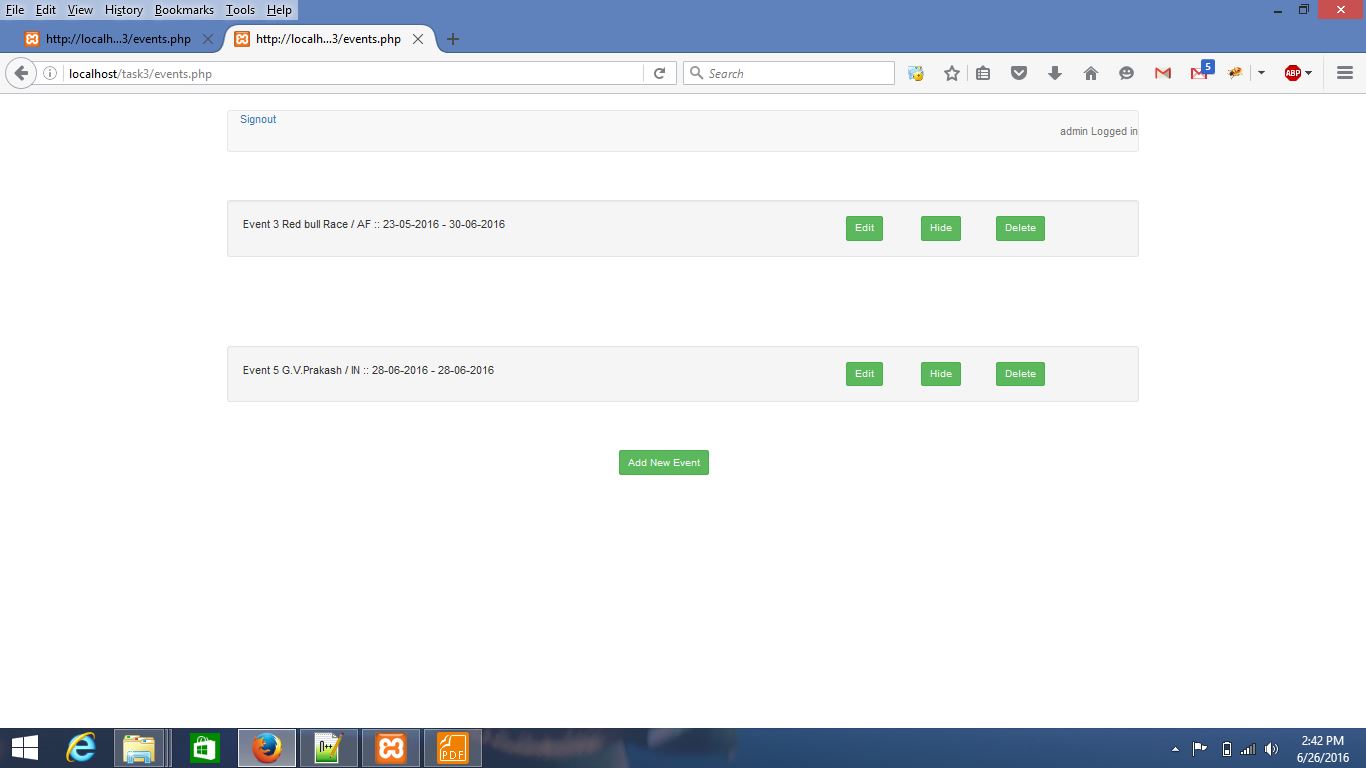 File Edit View History Bookmarks Tools Help
http://localh...3/events.php http://localh...3/events.php
localhost/task3/events.php Search 5 ABP
Signout
admin Logged in
Event 3 Red bull Race / AF :: 23-05-2016 - 30-06-2016 Edit Hide Delete
Event 5 G.V.Prakash / IN :: 28-06-2016 - 28-06-2016 Edit Hide Delete
Add New Event
PDF
2:42 PM
6/26/2016